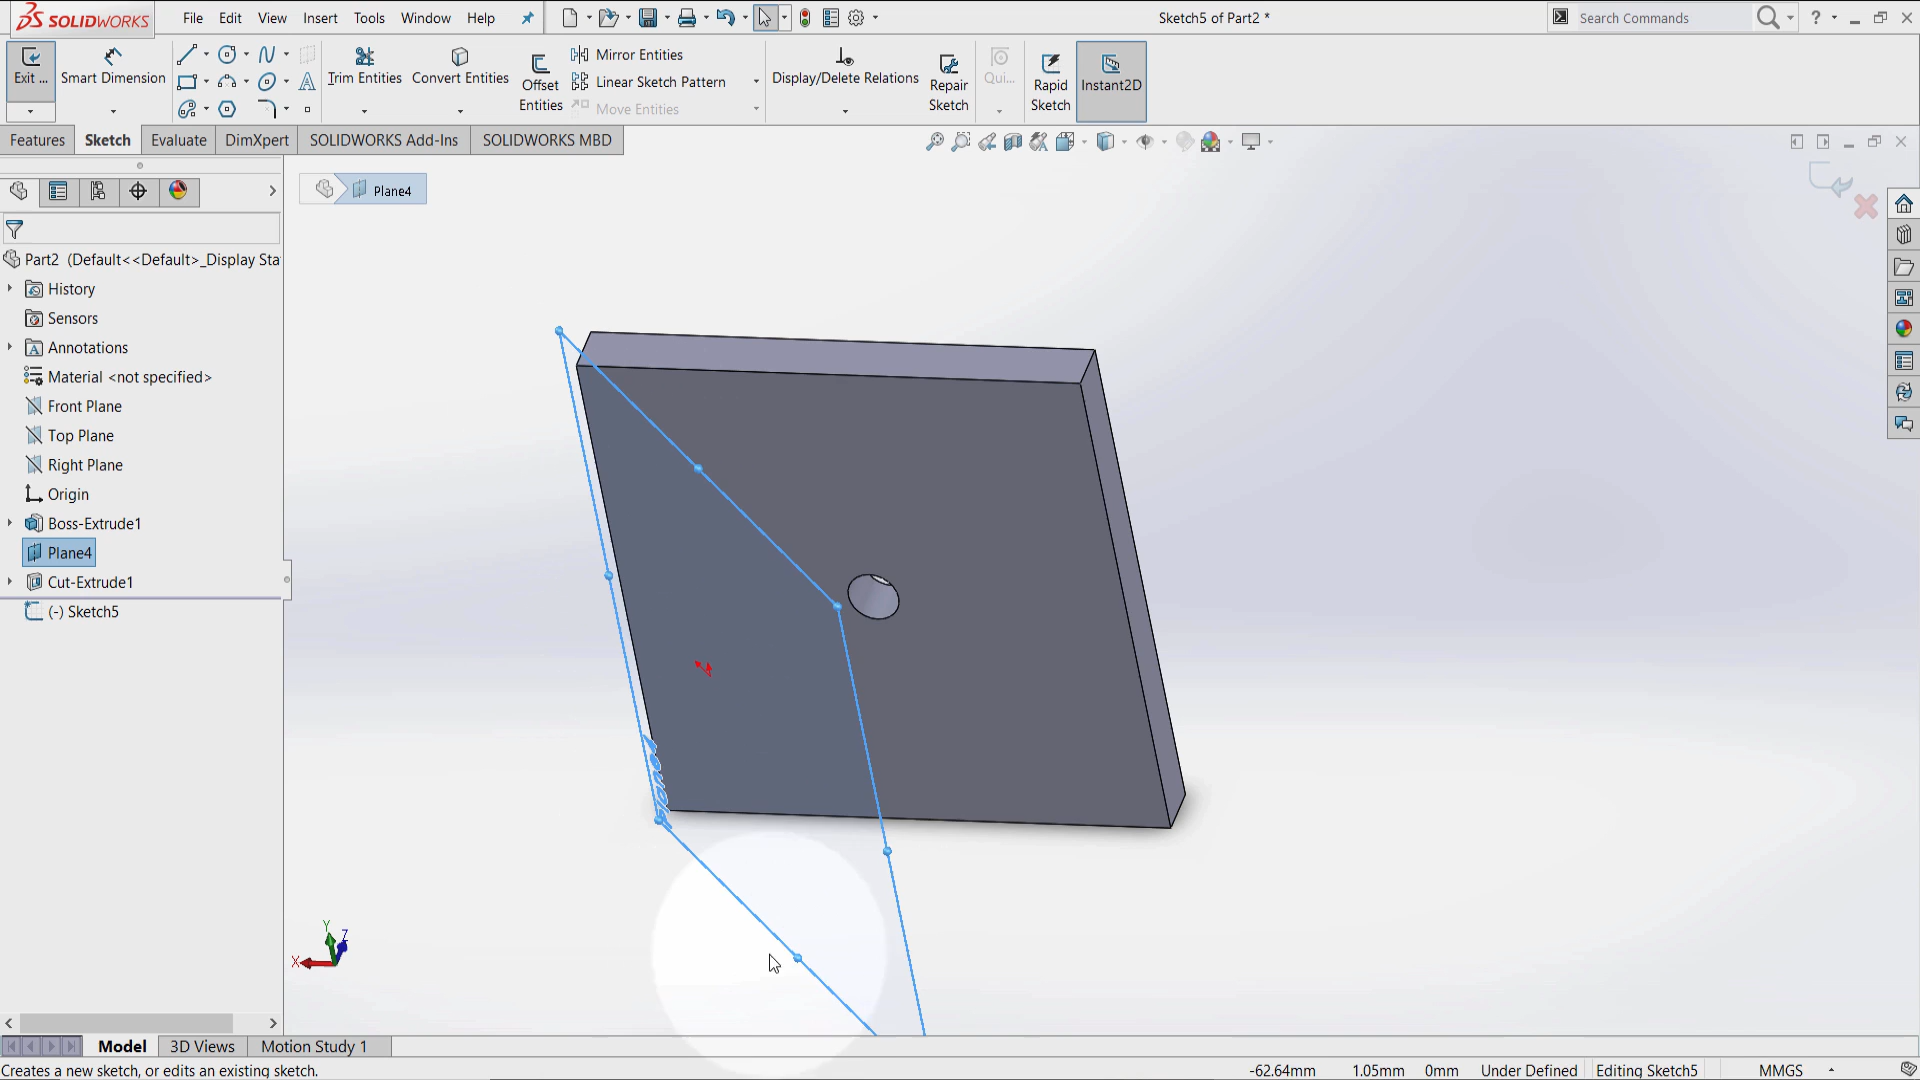 SOLIDWORKS
File Edit View Insert Tools Window Help
Sketch5 of Part2 *
Search Commands
Exit ...
Smart Dimension
Trim Entities
Convert Entities
Offset
Entities
Mirror Entities
Linear Sketch Pattern
Move Entities
Display/Delete Relations
Repair
Sketch
Qui...
Rapid
Sketch
Instant2D
Features Sketch Evaluate DimXpert SOLIDWORKS Add-Ins SOLIDWORKS MBD
Plane4
Part2 (Default<<Default>_Display Sta
History
Sensors
Annotations
Material <not specified>
Front Plane
Top Plane
Right Plane
Origin
Boss-Extrude1
Plane4
Cut-Extrude1
(-) Sketch5
Plane4
Y
Z
X
Model 3D Views Motion Study 1
Creates a new sketch, or edits an existing sketch.
-62.64mm 1.05mm 0mm Under Defined Editing Sketch5 MMGS